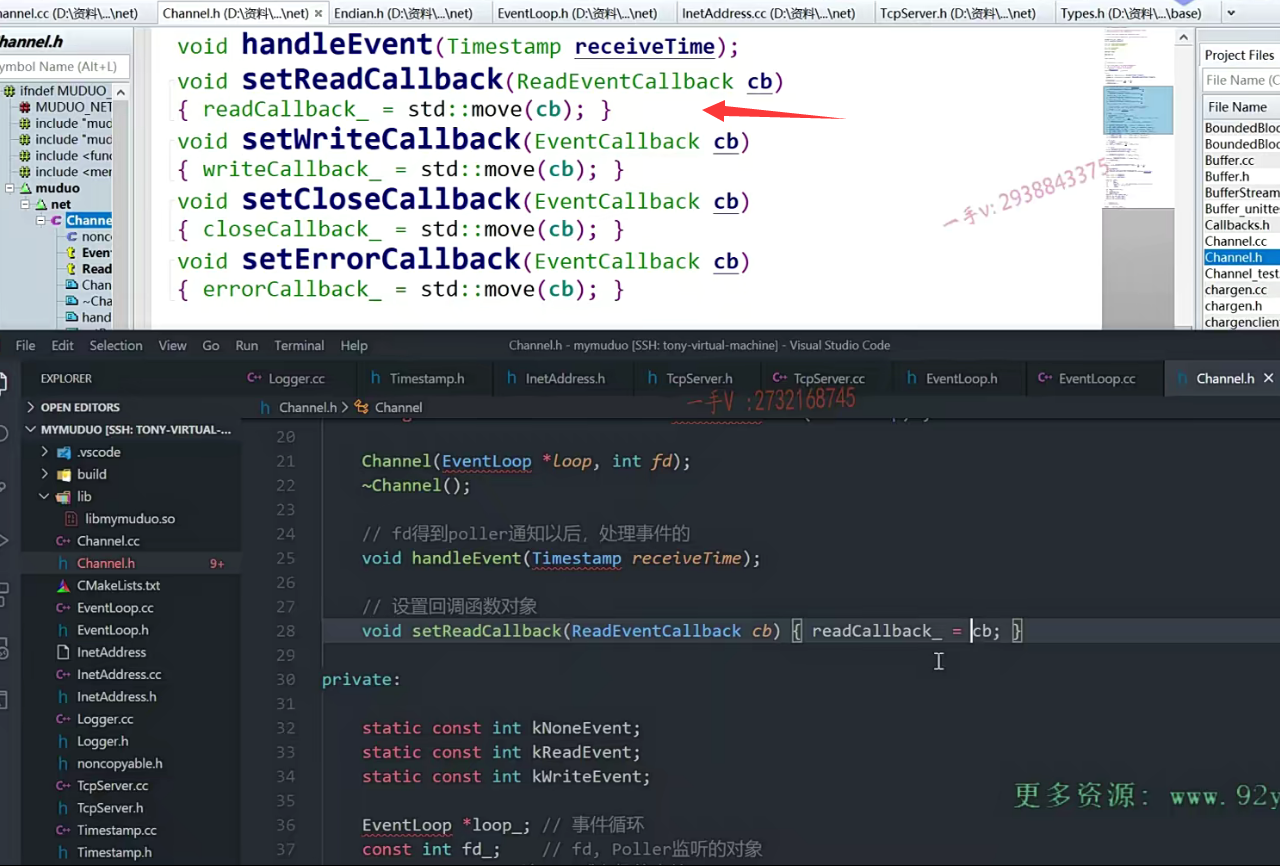 hannel.cc (D:\资料\...\net)
Channel.h (D:\资料\...\net)
Endian.h (D:\资料\...\net)
EventLoop.h (D:\资料\...\net)
InetAddress.cc (D:\资料\...\net)
TcpServer.h (D:\资料\...\net)
Types.h (D:\资料\...\base)
hannel.h
ymbol Name (Alt+L)
ifndef MUDUO_
MUDUO_NET
include "mud
include "mud
include <func
include <mer
muduo
net
Channe
nonc
Even
Read
Chan
~Cha
hand
void handleEvent(Timestamp receiveTime);
void setReadCallback(ReadEventCallback cb)
{ readCallback_ = std::move(cb); }
void setWriteCallback(EventCallback cb)
{ writeCallback_ = std::move(cb); }
void setCloseCallback(EventCallback cb)
{ closeCallback_ = std::move(cb); }
void setErrorCallback(EventCallback cb)
{ errorCallback_ = std::move(cb); }
一手v: 2938843375
Project Files
File Name (C
File Name
BoundedBloc
BoundedBloc
Buffer.cc
Buffer.h
BufferStream
Buffer_unitte
Callbacks.h
Channel.cc
Channel.h
Channel_test
chargen.cc
chargen.h
chargenclien
File Edit Selection View Go Run Terminal Help
Channel.h - mymuduo [SSH: tony-virtual-machine] - Visual Studio Code
EXPLORER
Logger.cc
Timestamp.h
InetAddress.h
TcpServer.h
TcpServer.cc
EventLoop.h
EventLoop.cc
Channel.h
一手V :2732168745
OPEN EDITORS
MYMUDUO [SSH: TONY-VIRTUAL-...
.vscode
build
lib
libmymuduo.so
Channel.cc
Channel.h 9+
CMakeLists.txt
EventLoop.cc
EventLoop.h
InetAddress
InetAddress.cc
InetAddress.h
Logger.cc
Logger.h
noncopyable.h
TcpServer.cc
TcpServer.h
Timestamp.cc
Timestamp.h
Channel.h > Channel
20
21 Channel(EventLoop *loop, int fd);
22 ~Channel();
23
24 // fd得到poller通知以后，处理事件的
25 void handleEvent(Timestamp receiveTime);
26
27 // 设置回调函数对象
28 void setReadCallback(ReadEventCallback cb) { readCallback_ = cb; }
29
30 private:
31
32 static const int kNoneEvent;
33 static const int kReadEvent;
34 static const int kWriteEvent;
35
36 EventLoop *loop_; // 事件循环
37 const int fd_; // fd, Poller监听的对象
更多资源: www.92y